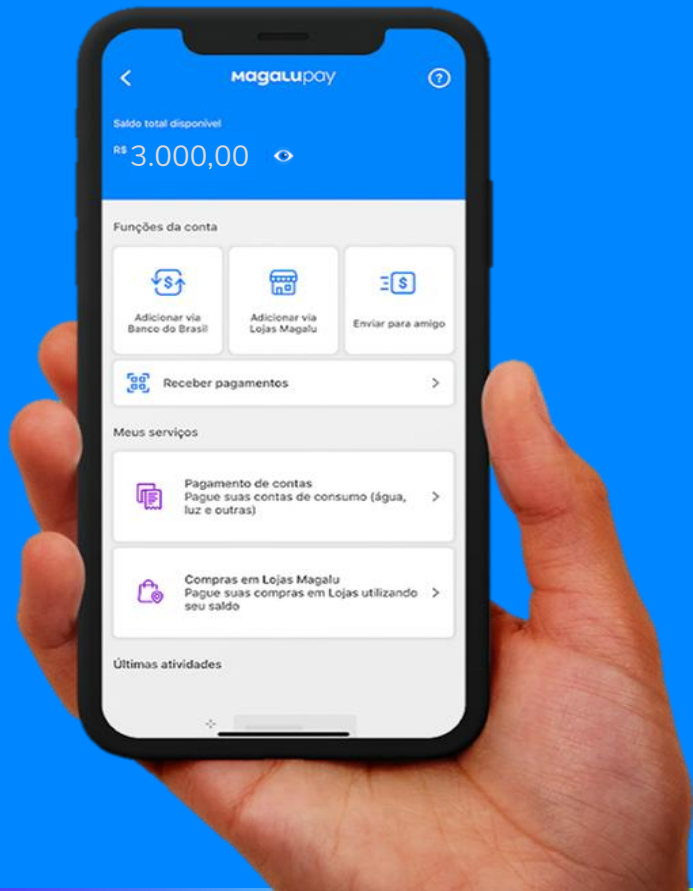 Magalupay
?
Saldo total disponível
R$ 3.000,00
Funções da conta
Adicionar via
Banco do Brasil
Adicionar via
Lojas Magalu
Enviar para amigo
Receber pagamentos
Meus serviços
Pagamento de contas
Pague suas contas de consumo (água,
luz e outras)
Compras em Lojas Magalu
Pague suas compras em Lojas utilizando
seu saldo
Últimas atividades